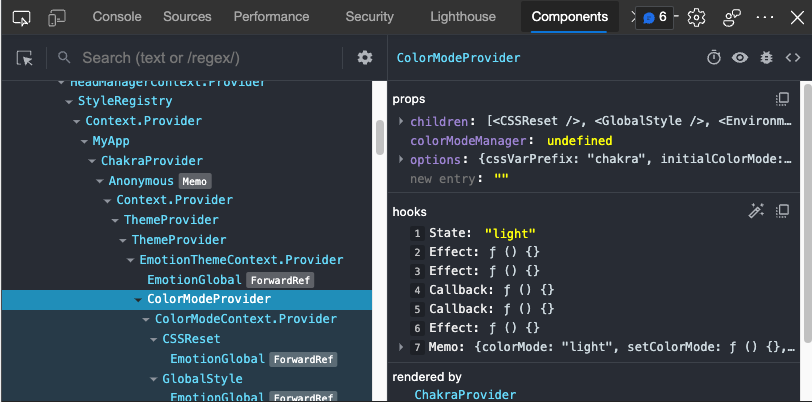 Console Sources Performance Security Lighthouse Components 6
Search (text or /regex/)
HeadManagerContext.Provider
StyleRegistry
Context.Provider
MyApp
ChakraProvider
Anonymous Memo
Context.Provider
ThemeProvider
ThemeProvider
EmotionThemeContext.Provider
EmotionGlobal ForwardRef
ColorModeProvider
ColorModeContext.Provider
CSSReset
EmotionGlobal ForwardRef
GlobalStyle
EmotionGlobal ForwardRef
ColorModeProvider
props
children: [<CSSReset />, <GlobalStyle />, <Environm…
colorModeManager: undefined
options: {cssVarPrefix: "chakra", initialColorMode:…
new entry: ""
hooks
1 State: "light"
2 Effect: ƒ () {}
3 Effect: ƒ () {}
4 Callback: ƒ () {}
5 Callback: ƒ () {}
6 Effect: ƒ () {}
7 Memo: {colorMode: "light", setColorMode: ƒ () {},…
rendered by
ChakraProvider